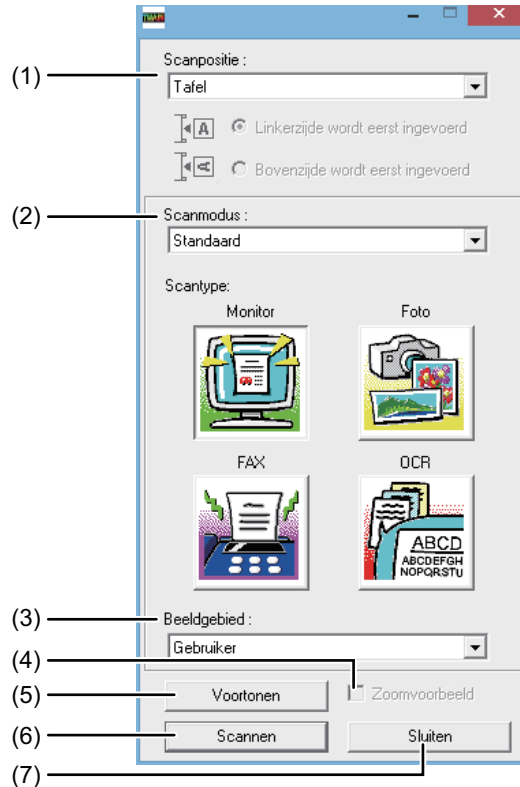 TWAIN
(1)
Scanpositie :
Tafel
A
Linkerzijde wordt eerst ingevoerd
A
Bovenzijde wordt eerst ingevoerd
(2)
Scanmodus :
Standaard
Scantype:
Monitor Foto
FAX OCR
ABCD
ABCDEFGH
NOPQRSTU
(3)
Beeldgebied :
Gebruiker
(4)
(5)
Voortonen Zoomvoorbeeld
(6)
Scannen Sluiten
(7)